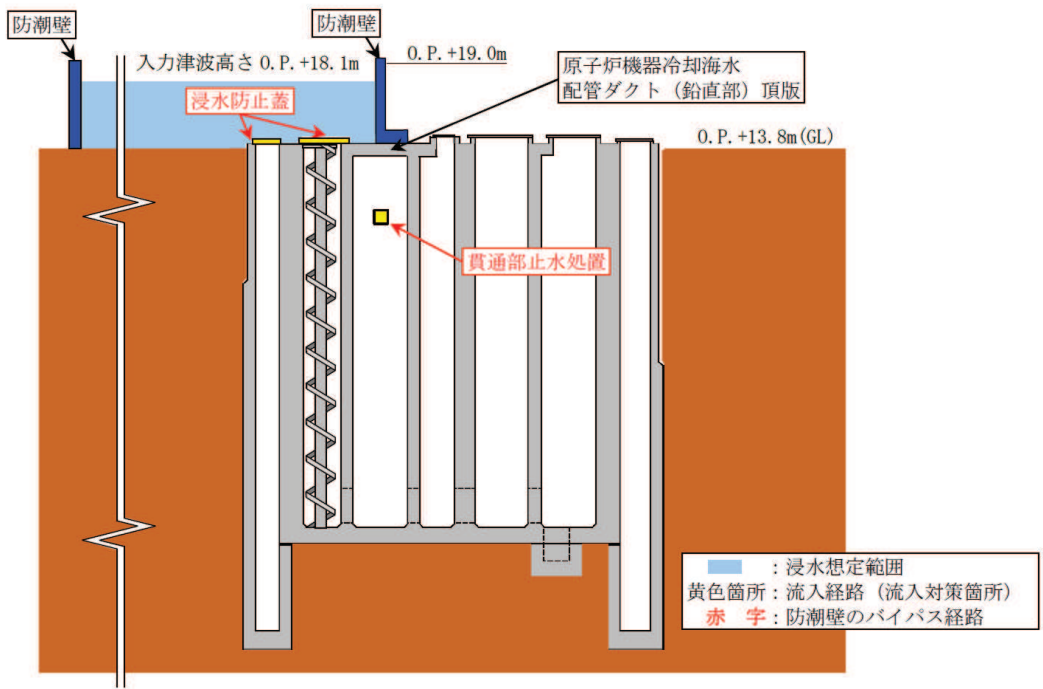 防潮壁
防潮壁
入力津波高さ O.P.+18.1m
O.P.+19.0m
原子炉機器冷却海水
配管ダクト（鉛直部）頂版
浸水防止蓋
O.P.+13.8m(GL)
貫通部止水処置
：浸水想定範囲
黄色箇所：流入経路（流入対策箇所）
赤　字：防潮壁のバイパス経路